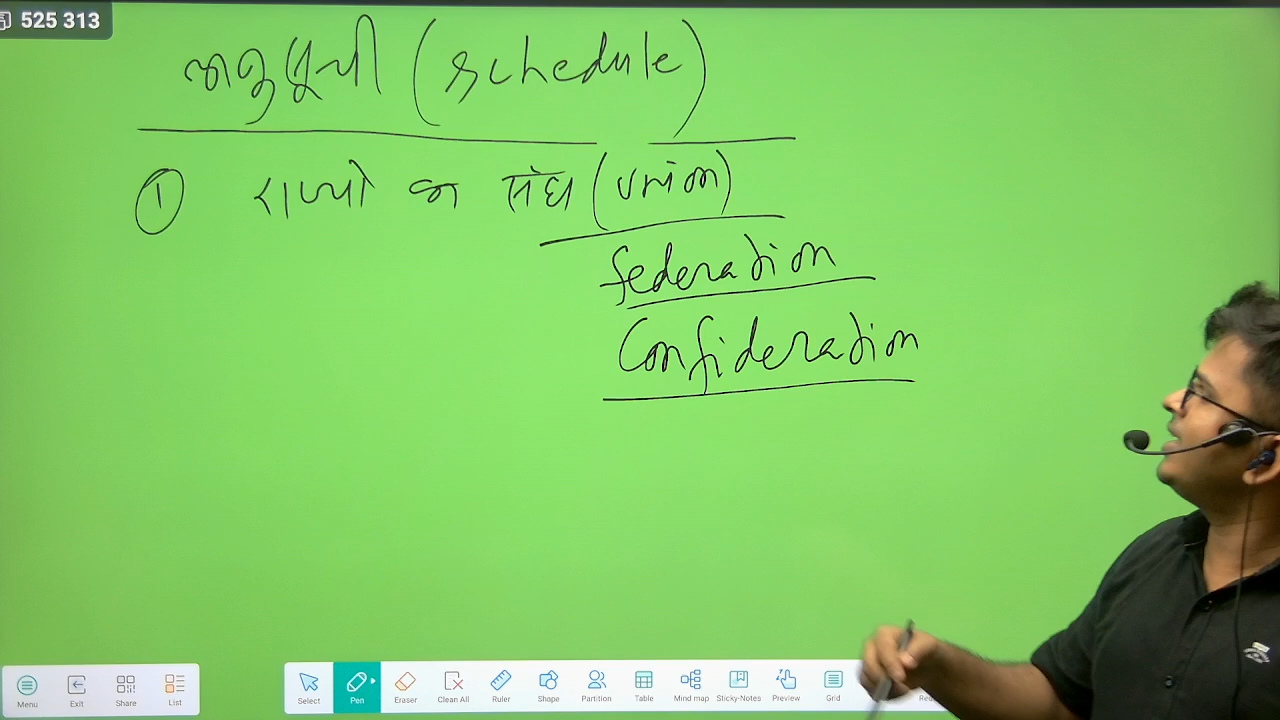 525 313
अनुसूची (schedule)
① राज्यों का संघ (union)
federation
Confideration
Menu Exit Share List Select Pen Eraser Clean All Ruler Shape Partition Table Mind map Sticky-Notes Preview Grid